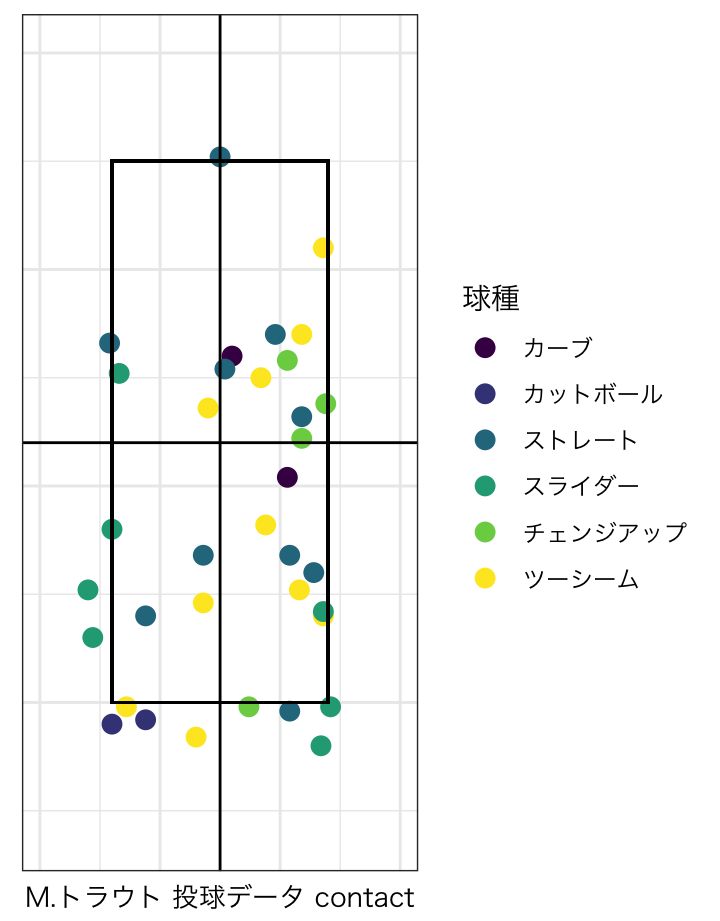 球種
カーブ
カットボール
ストレート
スライダー
チェンジアップ
ツーシーム
M.トラウト 投球データ contact